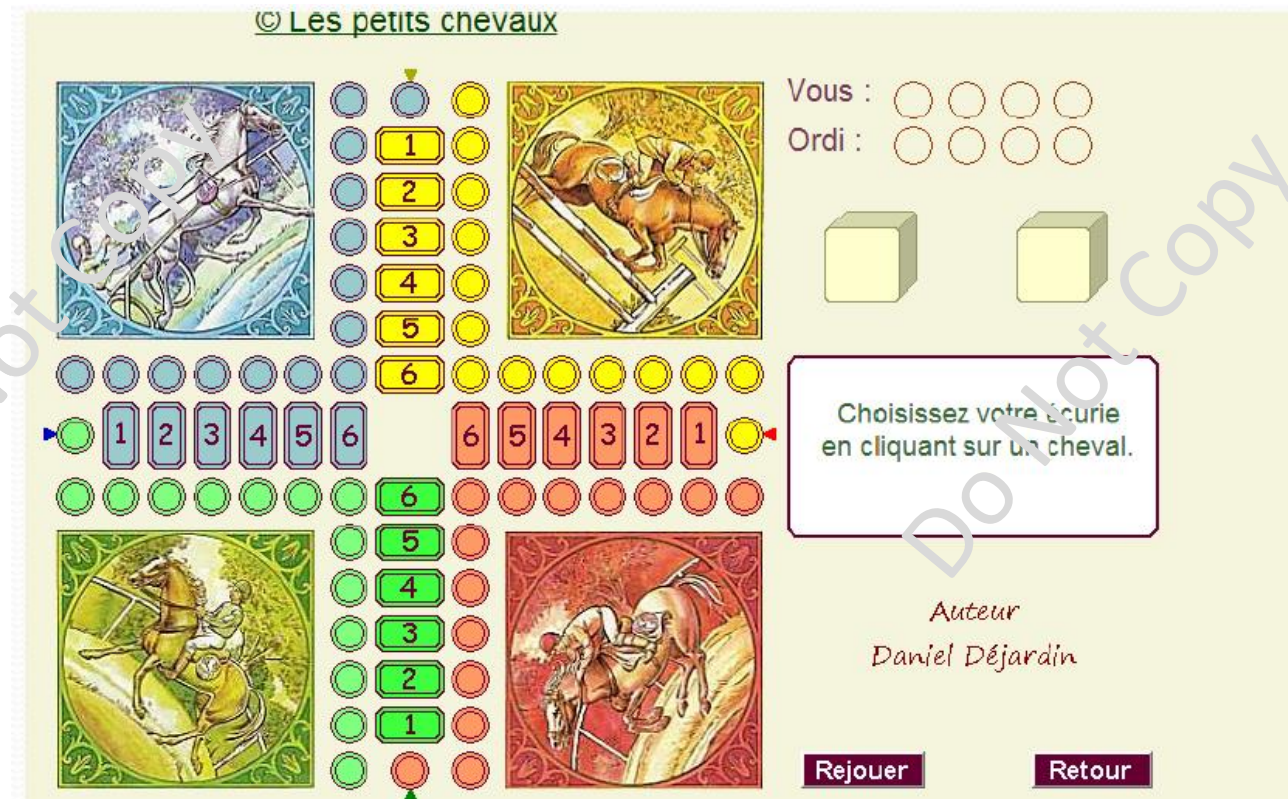 © Les petits chevaux
Vous :
Ordi :
1
2
3
4
5
6
1 2 3 4 5 6
6 5 4 3 2 1
6
5
4
3
2
1
Choisissez votre écurie
en cliquant sur un cheval.
Auteur
Daniel Déjardin
Rejouer
Retour
Do Not Copy
Not Copy